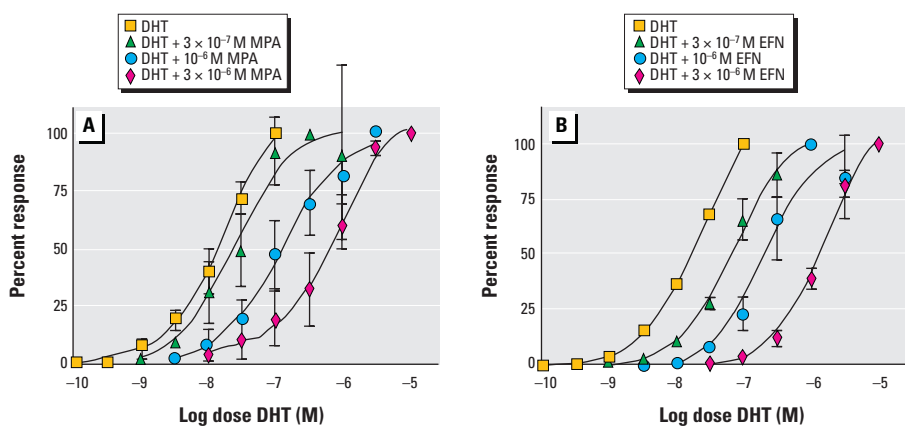 DHT
DHT + 3 × 10⁻⁷ M MPA
DHT + 10⁻⁶ M MPA
DHT + 3 × 10⁻⁶ M MPA
A
100
75
50
25
0
Percent response
–10
–9
–8
–7
–6
–5
Log dose DHT (M)
DHT
DHT + 3 × 10⁻⁷ M EFN
DHT + 10⁻⁶ M EFN
DHT + 3 × 10⁻⁶ M EFN
B
100
75
50
25
0
Percent response
–10
–9
–8
–7
–6
–5
Log dose DHT (M)